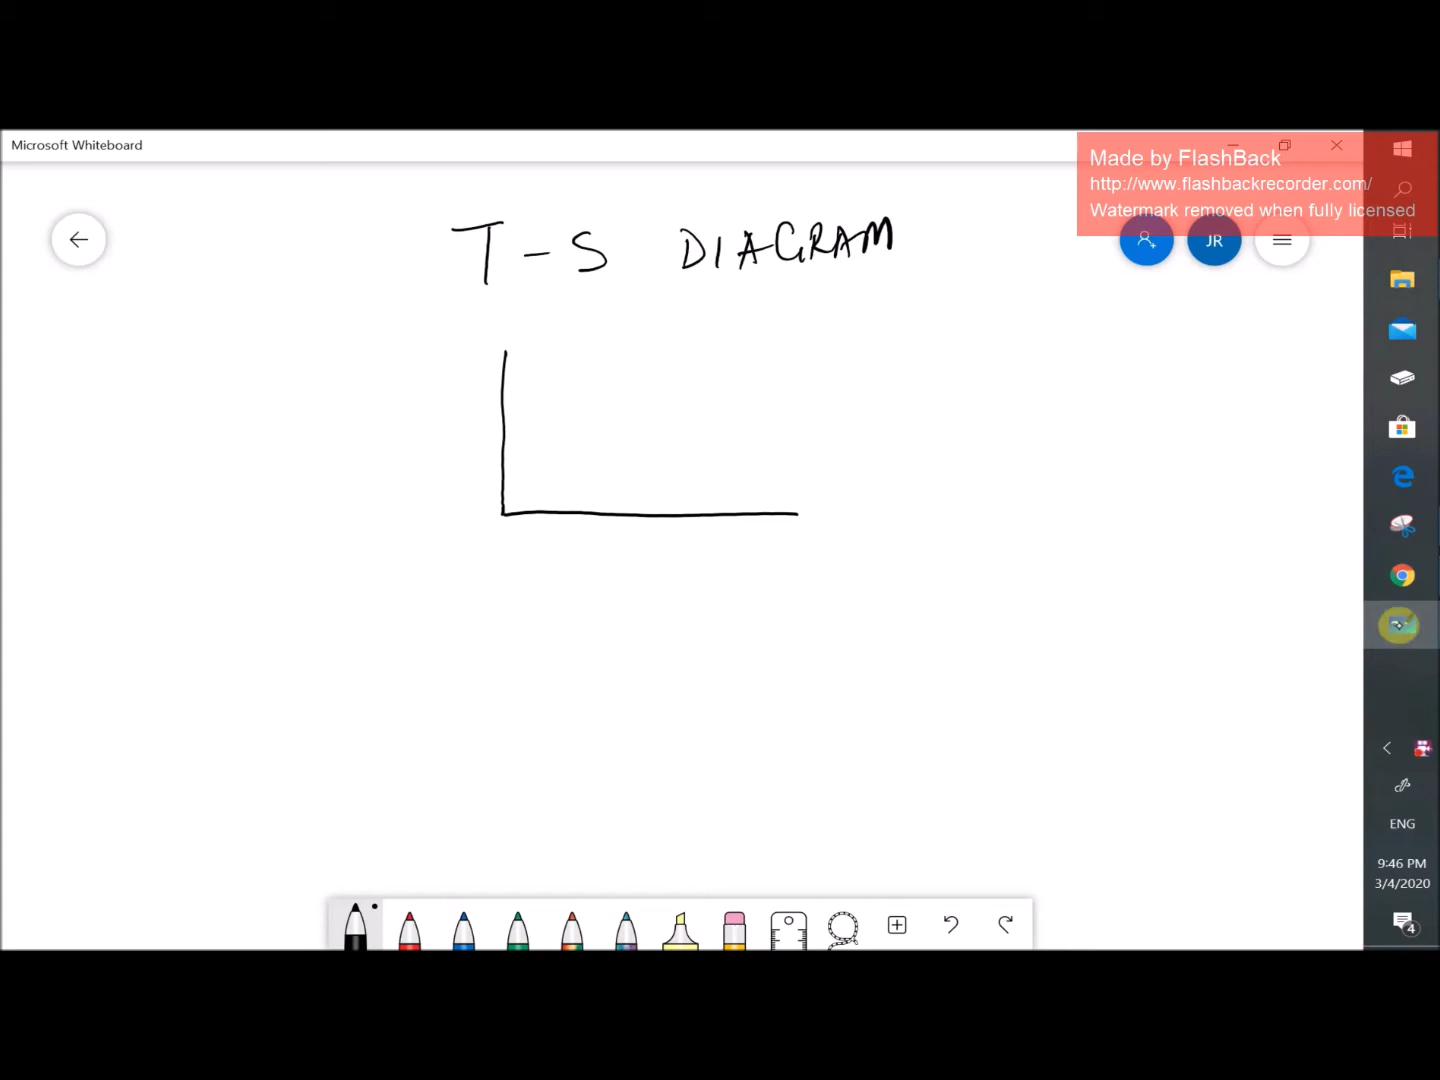 Microsoft Whiteboard
Made by FlashBack
http://www.flashbackrecorder.com/
Watermark removed when fully licensed
T-S DIAGRAM
JR
ENG
9:46 PM
3/4/2020
4